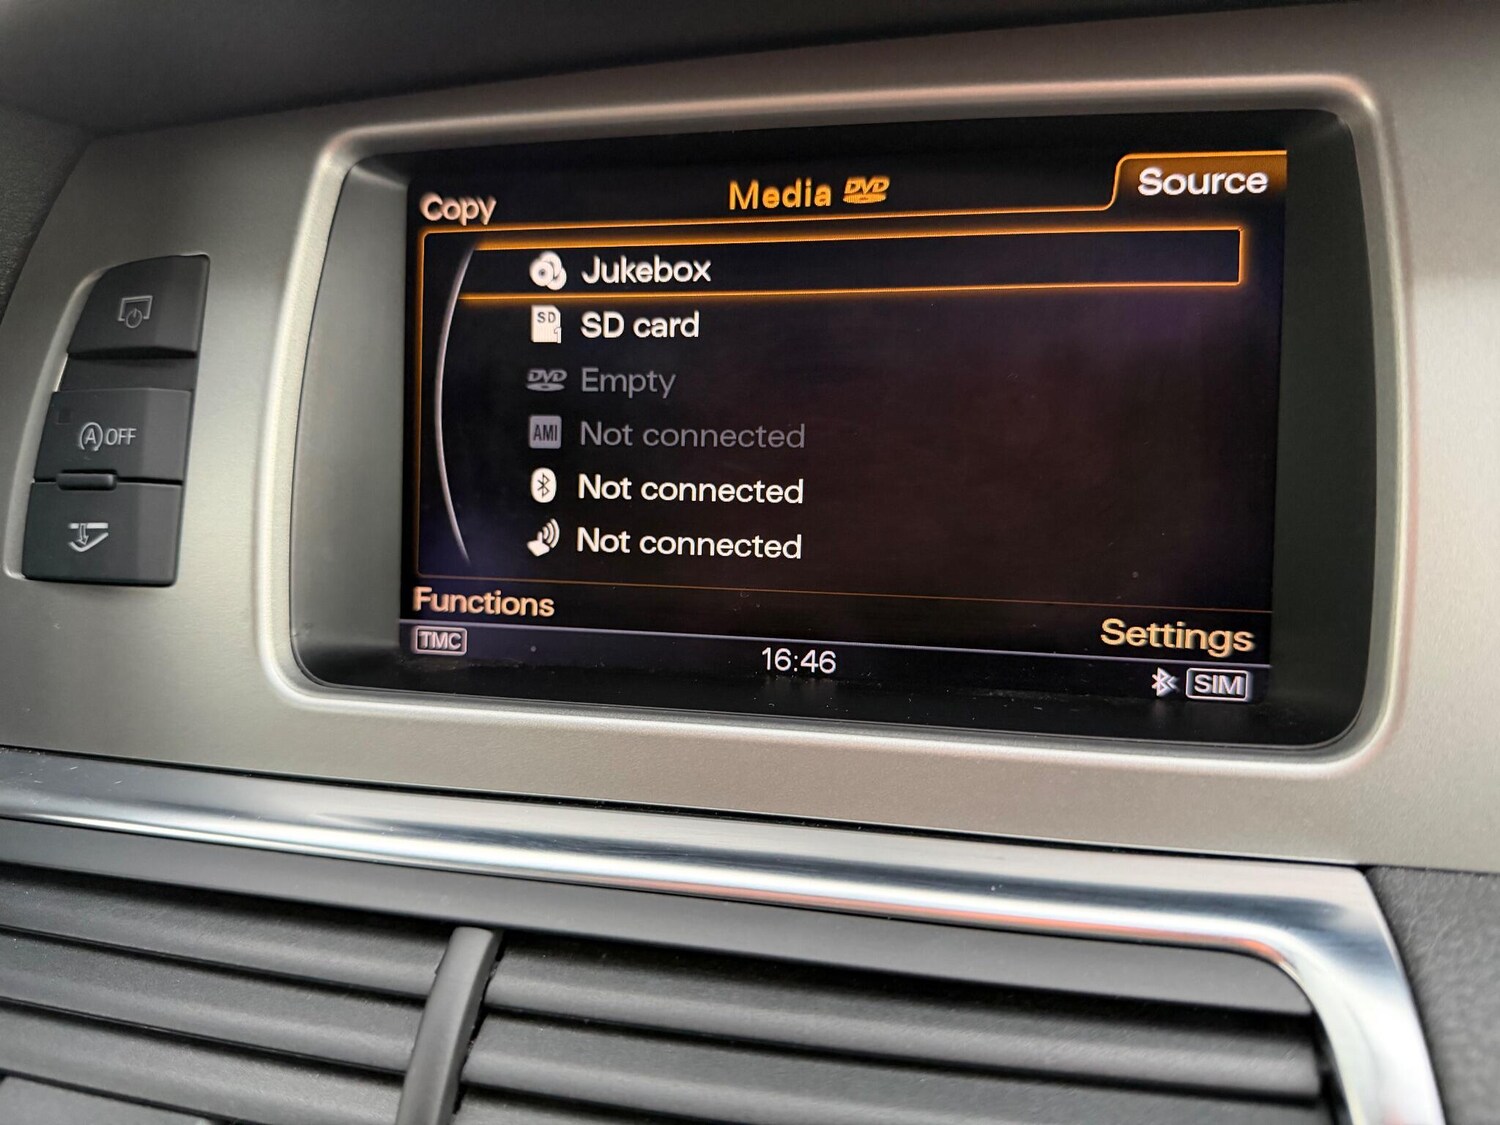 Copy
Media DVD
Source
Jukebox
SD 1 SD card
DVD Empty
AMI Not connected
Not connected
Not connected
Functions
Settings
TMC
16:46
SIM
A OFF